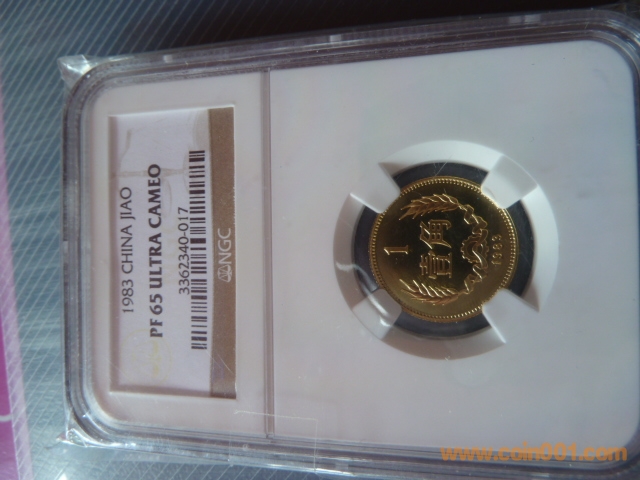 1983 CHINA JIAO
PF 65 ULTRA CAMEO
3362340-017
NGC
1
壹角
1983
www.coin001.com